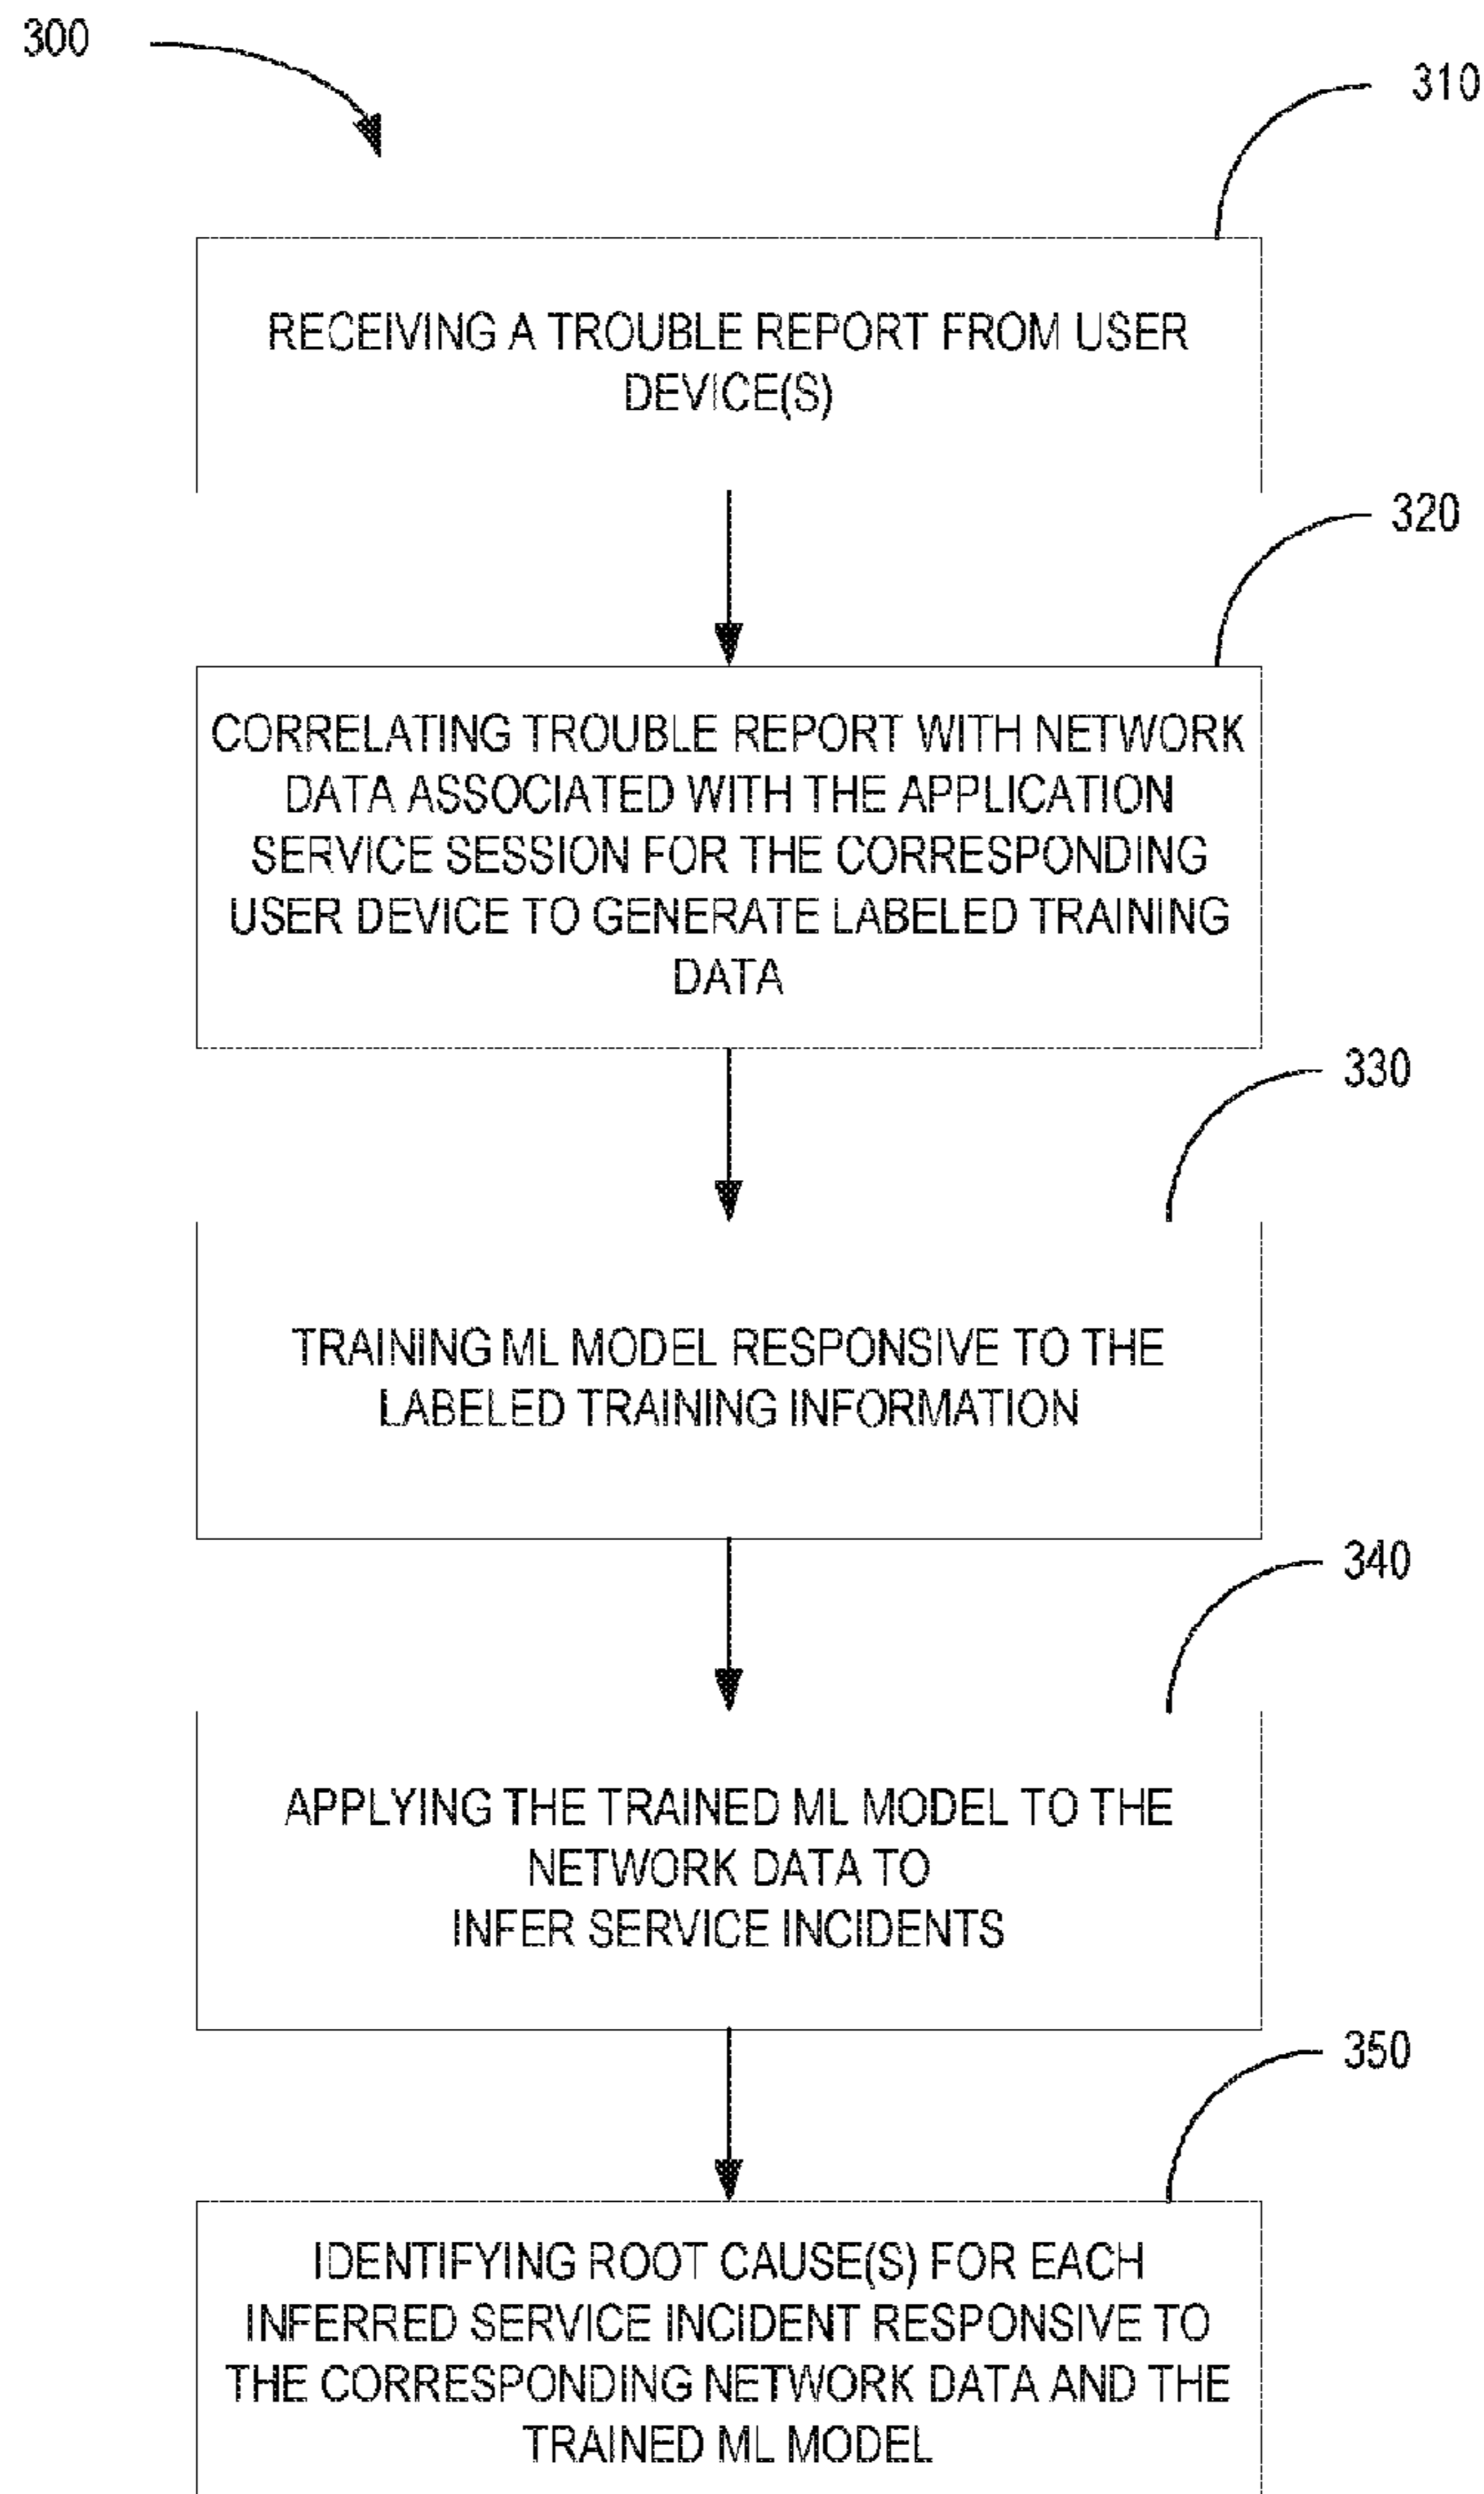 300
310
RECEIVING A TROUBLE REPORT FROM USER
DEVICE(S)
320
CORRELATING TROUBLE REPORT WITH NETWORK
DATA ASSOCIATED WITH THE APPLICATION
SERVICE SESSION FOR THE CORRESPONDING
USER DEVICE TO GENERATE LABELED TRAINING
DATA
330
TRAINING ML MODEL RESPONSIVE TO THE
LABELED TRAINING INFORMATION
340
APPLYING THE TRAINED ML MODEL TO THE
NETWORK DATA TO
INFER SERVICE INCIDENTS
350
IDENTIFYING ROOT CAUSE(S) FOR EACH
INFERRED SERVICE INCIDENT RESPONSIVE TO
THE CORRESPONDING NETWORK DATA AND THE
TRAINED ML MODEL